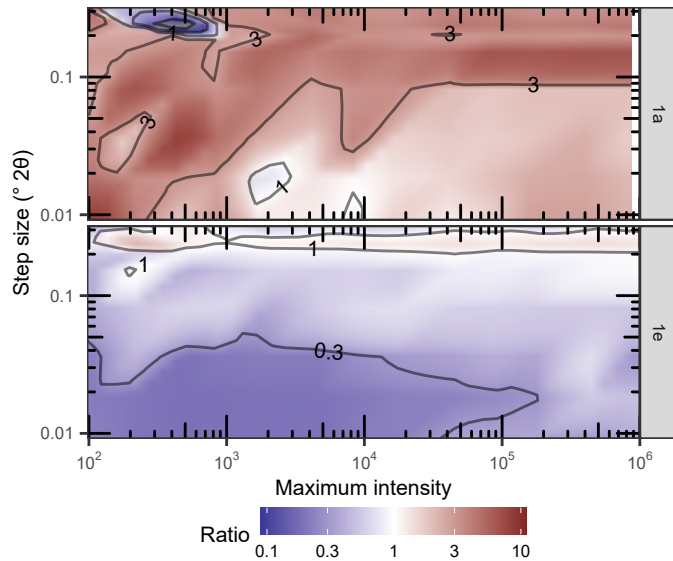 1
3
3
1a
0.1
3
3
1
0.01
Step size (° 2θ)
1
1
1e
0.1
0.3
0.01
10² 10³ 10⁴ 10⁵ 10⁶
Maximum intensity
Ratio
0.1 0.3 1 3 10